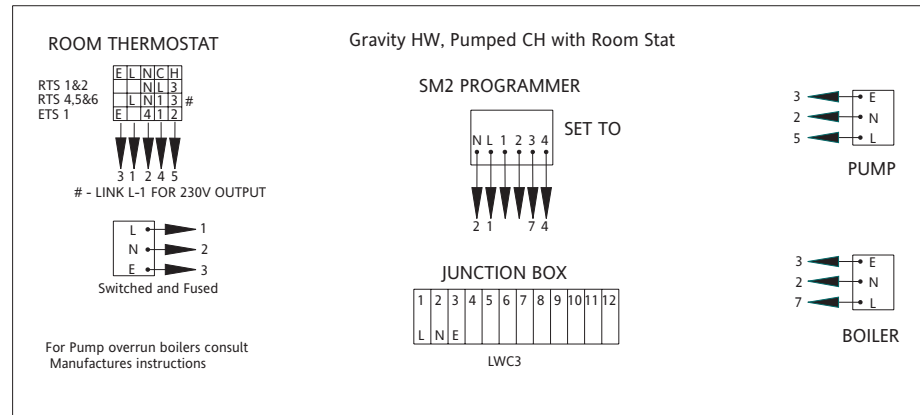 Gravity HW, Pumped CH with Room Stat
ROOM THERMOSTAT
E L N C H
RTS 1&2 N L 3
RTS 4,5&6 L N 1 3 #
ETS 1 E 4 1 2
3 1 2 4 5
# - LINK L-1 FOR 230V OUTPUT
L 1
N 2
E 3
Switched and Fused
For Pump overrun boilers consult
Manufactures instructions
SM2 PROGRAMMER
SET TO
N L 1 2 3 4
2 1 7 4
JUNCTION BOX
1 2 3 4 5 6 7 8 9 10 11 12
L N E
LWC3
3 E
2 N
5 L
PUMP
3 E
2 N
7 L
BOILER